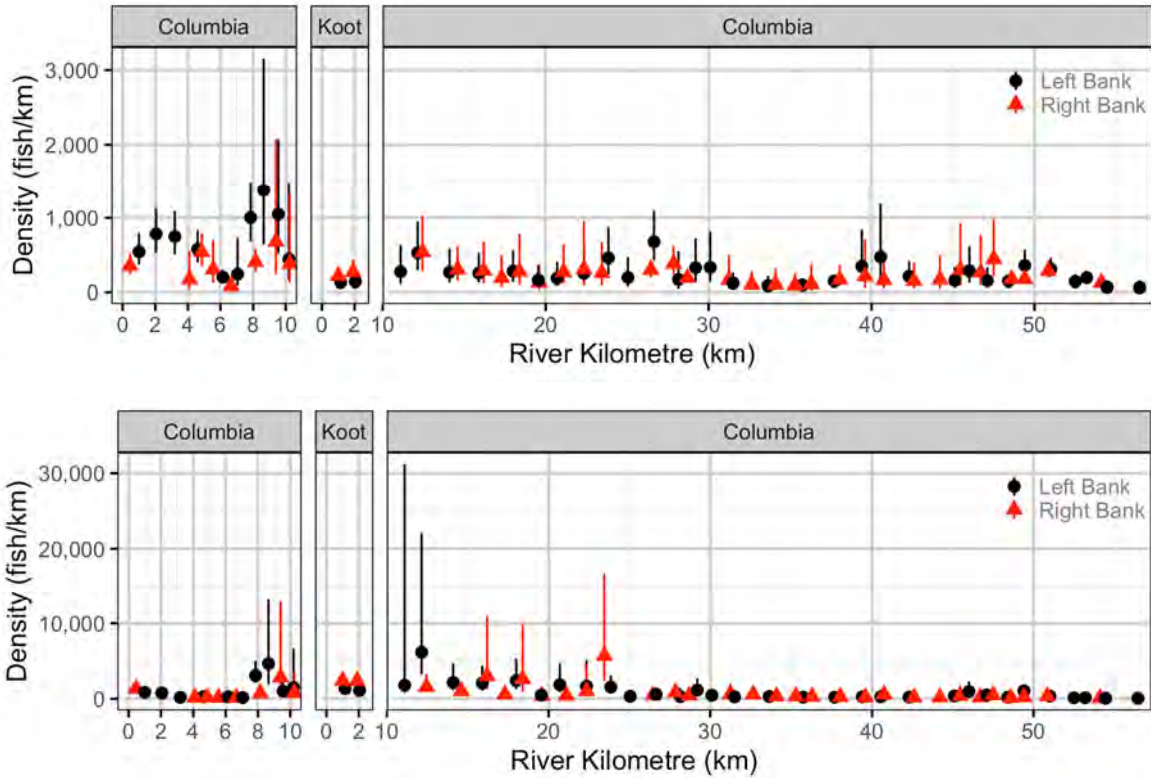 Columbia Koot Columbia
3,000
2,000
1,000
0
Density (fish/km)
Left Bank
Right Bank
0 2 4 6 8 10 0 2 10 20 30 40 50
River Kilometre (km)
Columbia Koot Columbia
30,000
20,000
10,000
0
Density (fish/km)
Left Bank
Right Bank
0 2 4 6 8 10 0 2 10 20 30 40 50
River Kilometre (km)